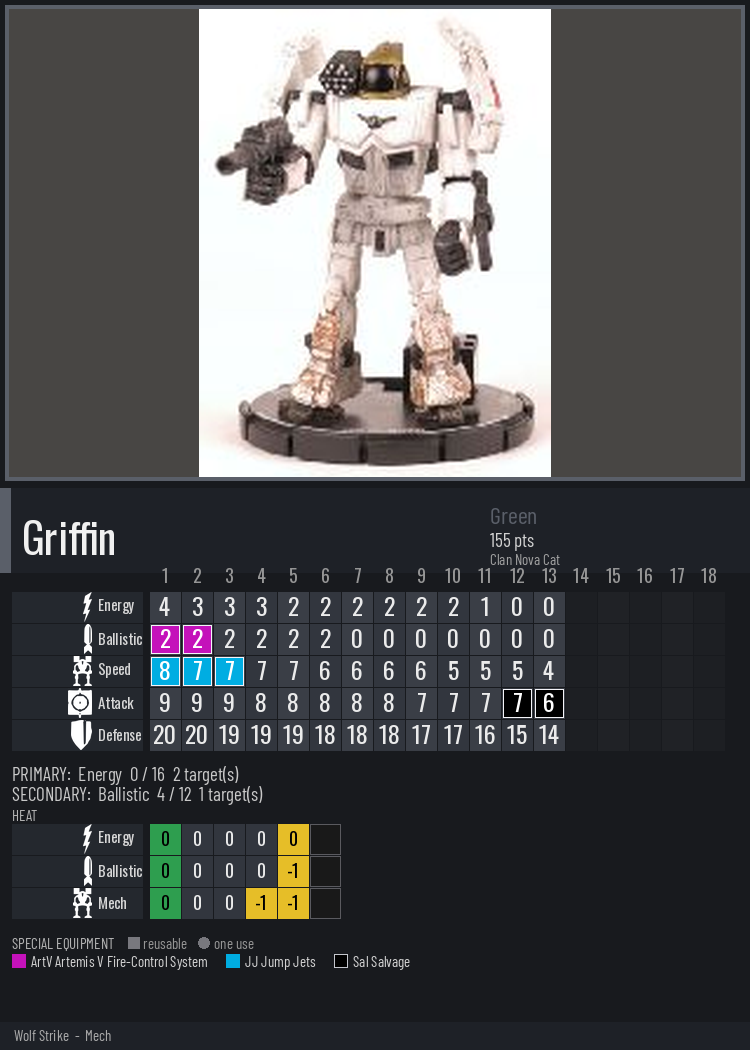 Griffin
Green
155 pts
Clan Nova Cat
1 2 3 4 5 6 7 8 9 10 11 12 13 14 15 16 17 18
Energy 4 3 3 3 2 2 2 2 2 2 1 0 0
Ballistic 2 2 2 2 2 2 0 0 0 0 0 0 0
Speed 8 7 7 7 7 6 6 6 6 5 5 5 4
Attack 9 9 9 8 8 8 8 8 7 7 7 7 6
Defense 20 20 19 19 19 18 18 18 17 17 16 15 14
PRIMARY: Energy 0 / 16 2 target(s)
SECONDARY: Ballistic 4 / 12 1 target(s)
HEAT
Energy 0 0 0 0 0
Ballistic 0 0 0 0 -1
Mech 0 0 0 -1 -1
SPECIAL EQUIPMENT reusable one use
ArtV Artemis V Fire-Control System JJ Jump Jets Sal Salvage
Wolf Strike - Mech